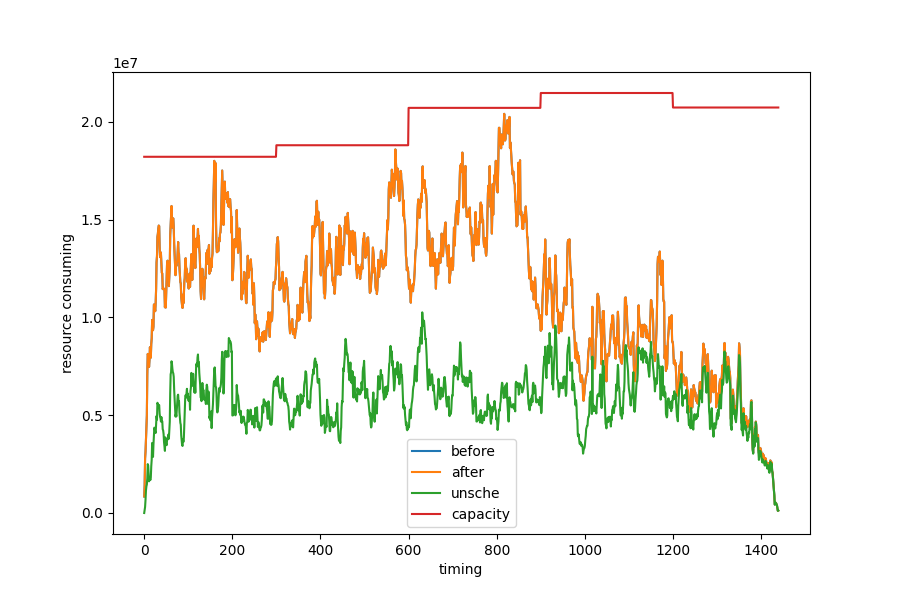 1e7
2.0
1.5
1.0
0.5
0.0
resource consuming
before
after
unsche
capacity
0 200 400 600 800 1000 1200 1400
timing